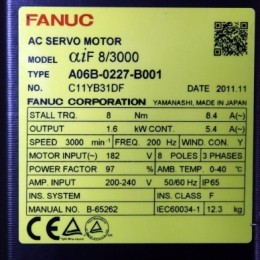 FANUC
AC SERVO MOTOR
MODEL αiF 8/3000
TYPE A06B-0227-B001
NO. C11YB31DF DATE 2011.11
FANUC CORPORATION YAMANASHI, MADE IN JAPAN
STALL TRQ. 8 Nm 8.4 A(~)
OUTPUT 1.6 kW CONT. 5.4 A(~)
SPEED 3000 min⁻¹ FREQ. 200 Hz WIND. CON. Y
MOTOR INPUT (~) 182 V 8 POLES 3 PHASES
POWER FACTOR 97 % AMB. TEMP. 0-40 °C
AMP. INPUT 200-240 V 50/60 Hz IP65
INS. SYSTEM INS. CLASS F
MANUAL NO. B-65262 IEC60034-1 12.3 kg